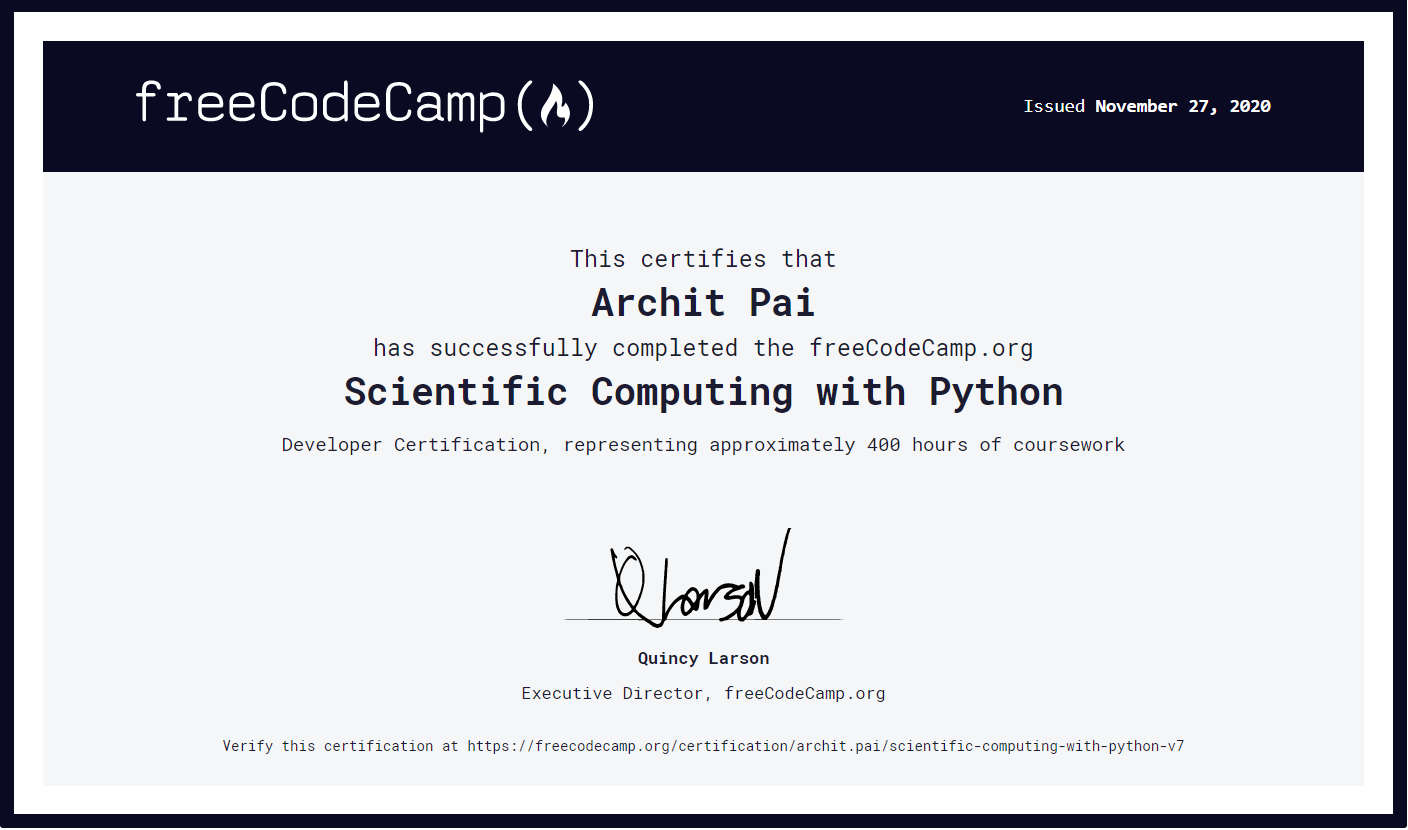 freeCodeCamp(🔥)
Issued November 27, 2020
This certifies that
Archit Pai
has successfully completed the freeCodeCamp.org
Scientific Computing with Python
Developer Certification, representing approximately 400 hours of coursework
Q Larson
Quincy Larson
Executive Director, freeCodeCamp.org
Verify this certification at https://freecodecamp.org/certification/archit.pai/scientific-computing-with-python-v7